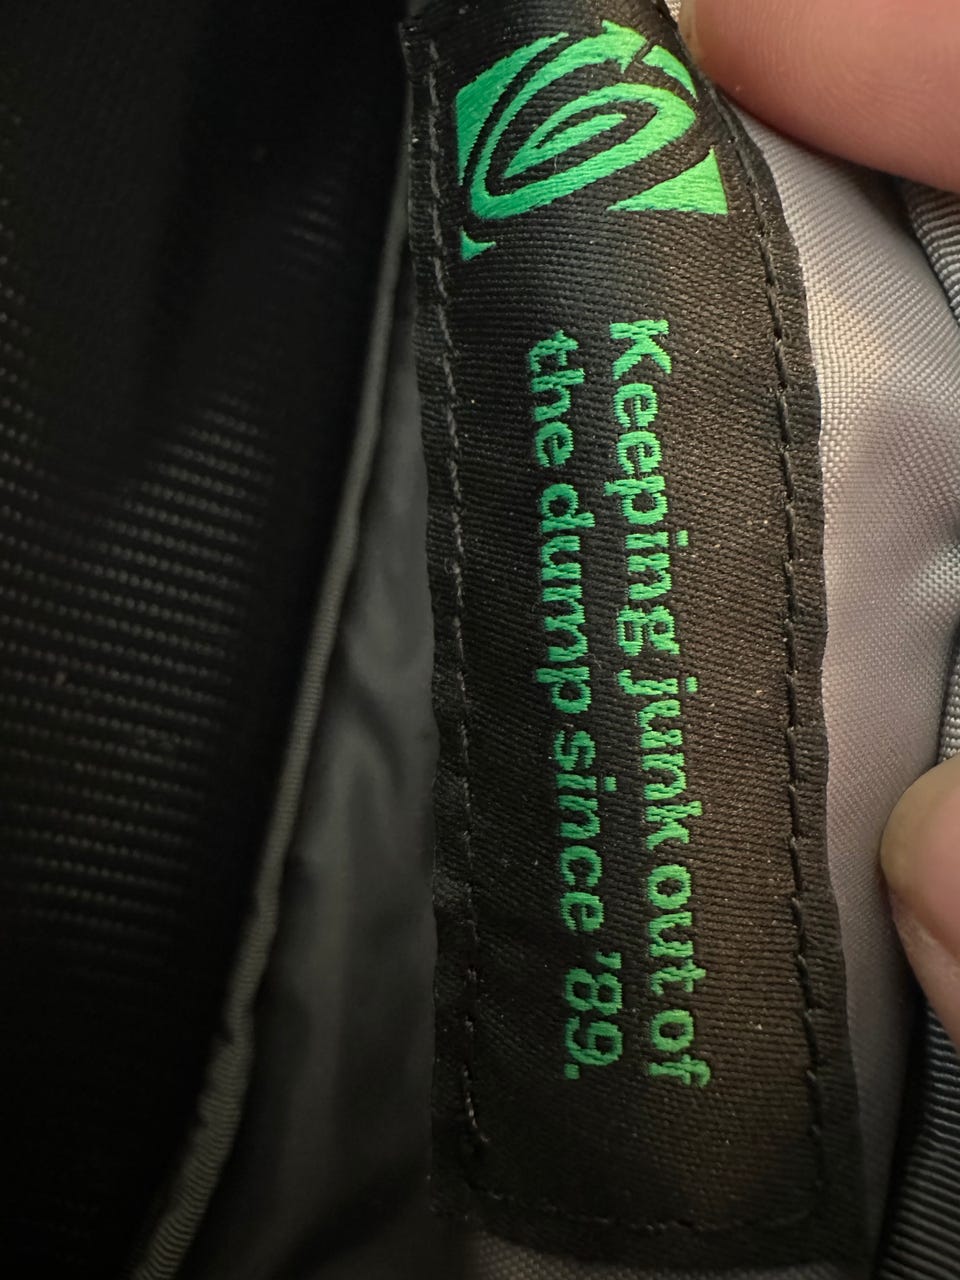 Keeping junk out of
the dump since '89.